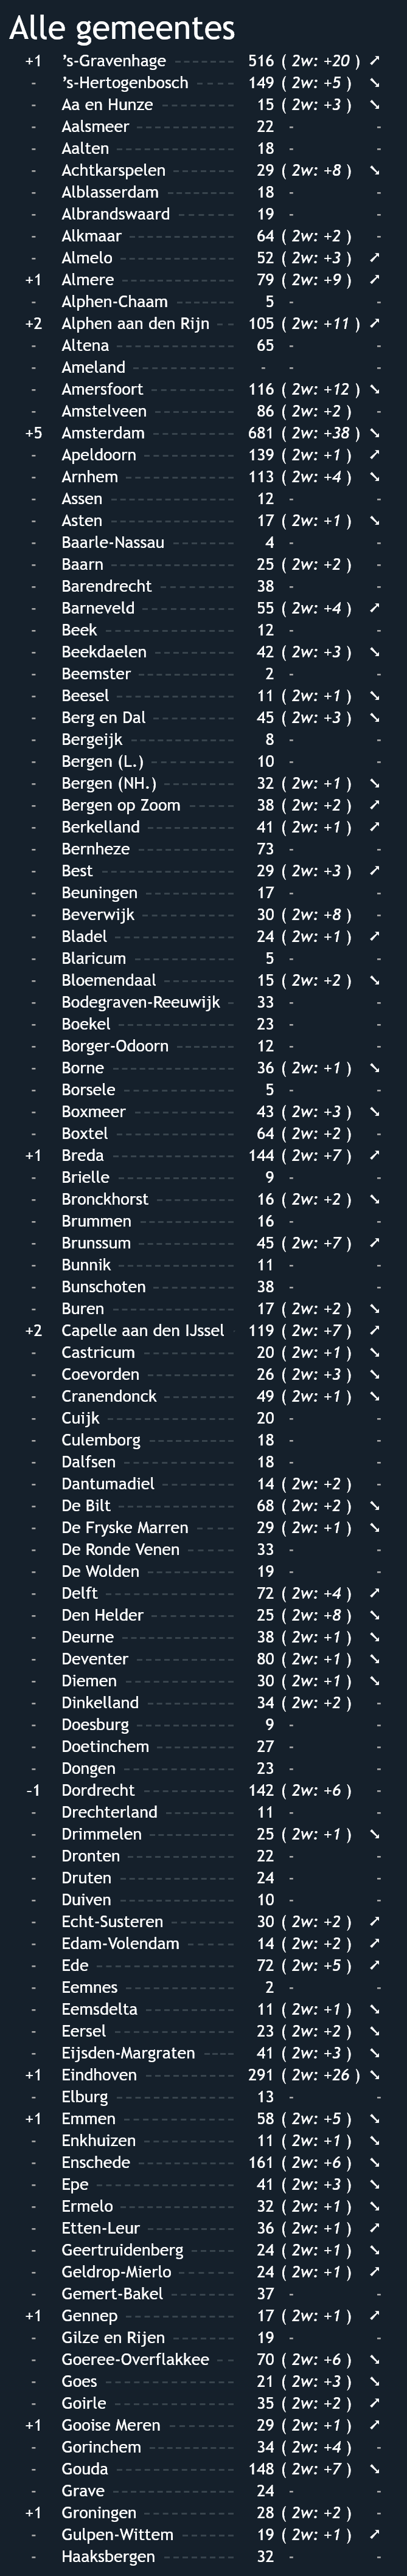 Alle gemeentes
+1 's-Gravenhage 516 ( 2w: +20 ) ➚
- 's-Hertogenbosch 149 ( 2w: +5 ) ➘
- Aa en Hunze 15 ( 2w: +3 ) ➘
- Aalsmeer 22 - -
- Aalten 18 - -
- Achtkarspelen 29 ( 2w: +8 ) ➘
- Alblasserdam 18 - -
- Albrandswaard 19 - -
- Alkmaar 64 ( 2w: +2 ) -
- Almelo 52 ( 2w: +3 ) ➚
+1 Almere 79 ( 2w: +9 ) ➚
- Alphen-Chaam 5 - -
+2 Alphen aan den Rijn 105 ( 2w: +11 ) ➚
- Altena 65 - -
- Ameland - - -
- Amersfoort 116 ( 2w: +12 ) ➘
- Amstelveen 86 ( 2w: +2 ) -
+5 Amsterdam 681 ( 2w: +38 ) ➘
- Apeldoorn 139 ( 2w: +1 ) ➚
- Arnhem 113 ( 2w: +4 ) ➘
- Assen 12 - -
- Asten 17 ( 2w: +1 ) ➘
- Baarle-Nassau 4 - -
- Baarn 25 ( 2w: +2 ) -
- Barendrecht 38 - -
- Barneveld 55 ( 2w: +4 ) ➚
- Beek 12 - -
- Beekdaelen 42 ( 2w: +3 ) ➘
- Beemster 2 - -
- Beesel 11 ( 2w: +1 ) ➘
- Berg en Dal 45 ( 2w: +3 ) ➘
- Bergeijk 8 - -
- Bergen (L.) 10 - -
- Bergen (NH.) 32 ( 2w: +1 ) ➘
- Bergen op Zoom 38 ( 2w: +2 ) ➚
- Berkelland 41 ( 2w: +1 ) ➚
- Bernheze 73 - -
- Best 29 ( 2w: +3 ) ➚
- Beuningen 17 - -
- Beverwijk 30 ( 2w: +8 ) -
- Bladel 24 ( 2w: +1 ) ➚
- Blaricum 5 - -
- Bloemendaal 15 ( 2w: +2 ) ➘
- Bodegraven-Reeuwijk 33 - -
- Boekel 23 - -
- Borger-Odoorn 12 - -
- Borne 36 ( 2w: +1 ) ➘
- Borsele 5 - -
- Boxmeer 43 ( 2w: +3 ) ➘
- Boxtel 64 ( 2w: +2 ) -
+1 Breda 144 ( 2w: +7 ) ➚
- Brielle 9 - -
- Bronckhorst 16 ( 2w: +2 ) ➘
- Brummen 16 - -
- Brunssum 45 ( 2w: +7 ) ➚
- Bunnik 11 - -
- Bunschoten 38 - -
- Buren 17 ( 2w: +2 ) ➘
+2 Capelle aan den IJssel 119 ( 2w: +7 ) ➚
- Castricum 20 ( 2w: +1 ) ➘
- Coevorden 26 ( 2w: +3 ) ➘
- Cranendonck 49 ( 2w: +1 ) ➘
- Cuijk 20 - -
- Culemborg 18 - -
- Dalfsen 18 - -
- Dantumadiel 14 ( 2w: +2 ) -
- De Bilt 68 ( 2w: +2 ) ➘
- De Fryske Marren 29 ( 2w: +1 ) ➘
- De Ronde Venen 33 - -
- De Wolden 19 - -
- Delft 72 ( 2w: +4 ) ➚
- Den Helder 25 ( 2w: +8 ) ➘
- Deurne 38 ( 2w: +1 ) ➘
- Deventer 80 ( 2w: +1 ) ➘
- Diemen 30 ( 2w: +1 ) ➘
- Dinkelland 34 ( 2w: +2 ) -
- Doesburg 9 - -
- Doetinchem 27 - -
- Dongen 23 - -
-1 Dordrecht 142 ( 2w: +6 ) -
- Drechterland 11 - -
- Drimmelen 25 ( 2w: +1 ) ➘
- Dronten 22 - -
- Druten 24 - -
- Duiven 10 - -
- Echt-Susteren 30 ( 2w: +2 ) ➚
- Edam-Volendam 14 ( 2w: +2 ) ➚
- Ede 72 ( 2w: +5 ) ➚
- Eemnes 2 - -
- Eemsdelta 11 ( 2w: +1 ) ➘
- Eersel 23 ( 2w: +2 ) ➘
- Eijsden-Margraten 41 ( 2w: +3 ) ➘
+1 Eindhoven 291 ( 2w: +26 ) ➘
- Elburg 13 - -
+1 Emmen 58 ( 2w: +5 ) ➘
- Enkhuizen 11 ( 2w: +1 ) ➘
- Enschede 161 ( 2w: +6 ) ➘
- Epe 41 ( 2w: +3 ) ➘
- Ermelo 32 ( 2w: +1 ) ➘
- Etten-Leur 36 ( 2w: +1 ) ➚
- Geertruidenberg 24 ( 2w: +1 ) ➘
- Geldrop-Mierlo 24 ( 2w: +1 ) ➚
- Gemert-Bakel 37 - -
+1 Gennep 17 ( 2w: +1 ) ➚
- Gilze en Rijen 19 - -
- Goeree-Overflakkee 70 ( 2w: +6 ) ➘
- Goes 21 ( 2w: +3 ) ➘
- Goirle 35 ( 2w: +2 ) ➚
+1 Gooise Meren 29 ( 2w: +1 ) ➚
- Gorinchem 34 ( 2w: +4 ) -
- Gouda 148 ( 2w: +7 ) ➘
- Grave 24 - -
+1 Groningen 28 ( 2w: +2 ) -
- Gulpen-Wittem 19 ( 2w: +1 ) ➚
- Haaksbergen 32 - -